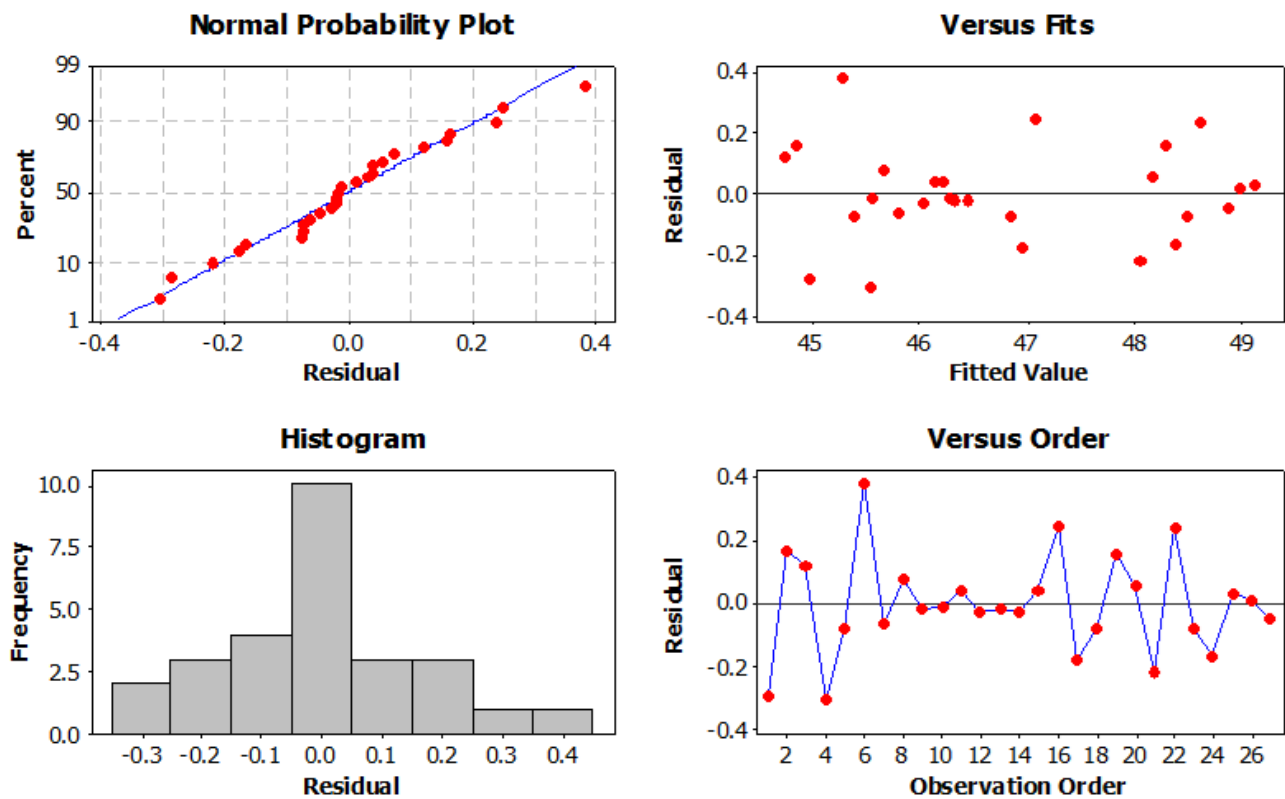 Normal Probability Plot
99
90
50
10
1
Percent
-0.4 -0.2 0.0 0.2 0.4
Residual
Versus Fits
0.4
0.2
0.0
-0.2
-0.4
Residual
45 46 47 48 49
Fitted Value
Histogram
10.0
7.5
5.0
2.5
0.0
Frequency
-0.3 -0.2 -0.1 0.0 0.1 0.2 0.3 0.4
Residual
Versus Order
0.4
0.2
0.0
-0.2
-0.4
Residual
2 4 6 8 10 12 14 16 18 20 22 24 26
Observation Order